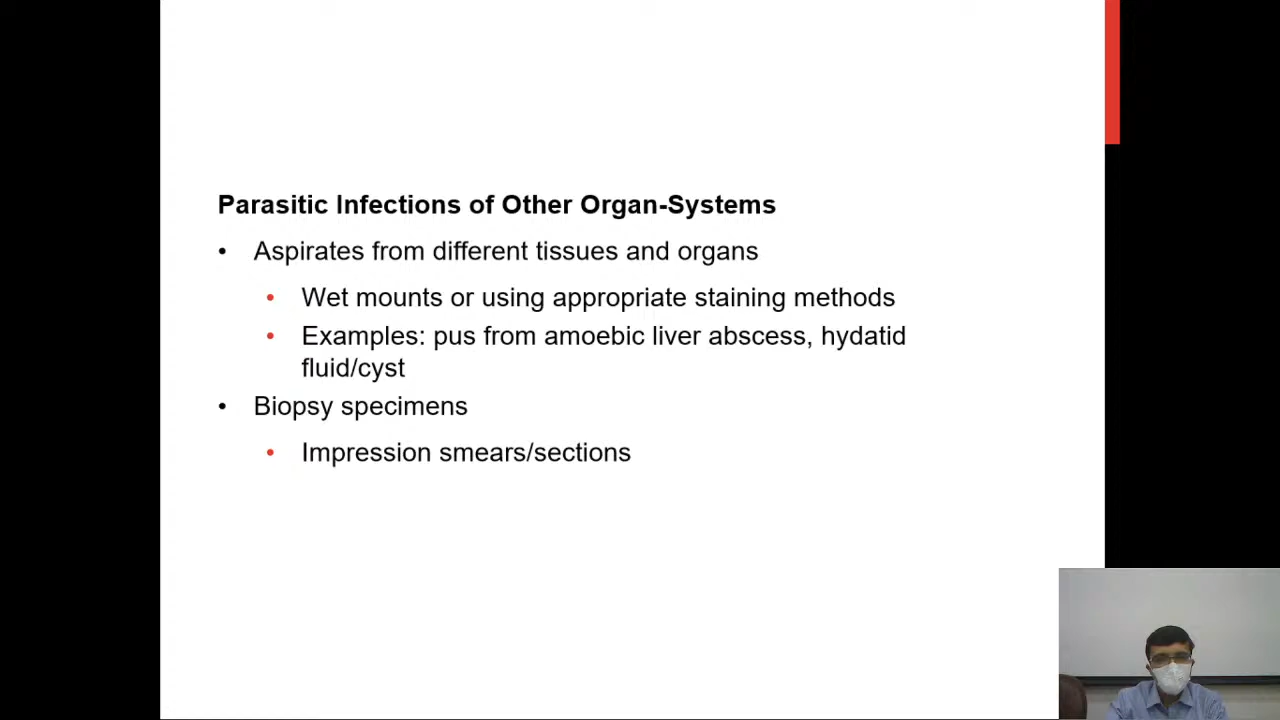 Parasitic Infections of Other Organ-Systems
• Aspirates from different tissues and organs
• Wet mounts or using appropriate staining methods
• Examples: pus from amoebic liver abscess, hydatid
fluid/cyst
• Biopsy specimens
• Impression smears/sections